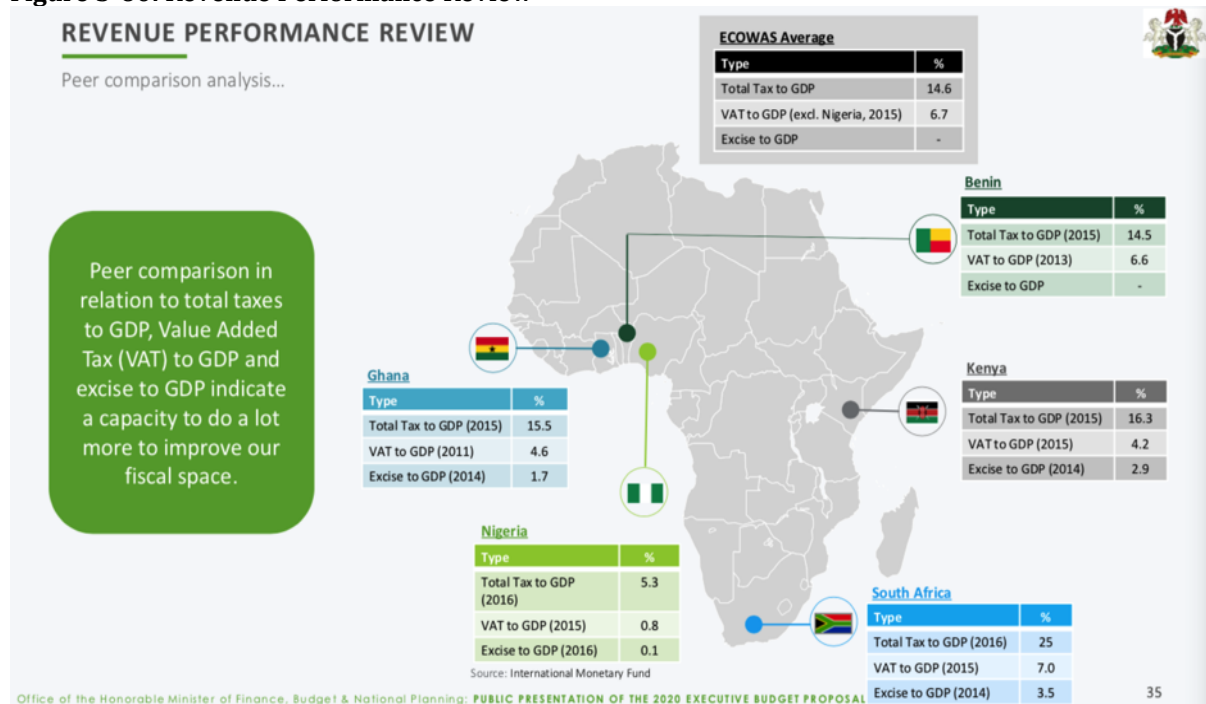 REVENUE PERFORMANCE REVIEW
Peer comparison analysis...
Peer comparison in
relation to total taxes
to GDP, Value Added
Tax (VAT) to GDP and
excise to GDP indicate
a capacity to do a lot
more to improve our
fiscal space.
ECOWAS Average
Type %
Total Tax to GDP 14.6
VAT to GDP (excl. Nigeria, 2015) 6.7
Excise to GDP -
Benin
Type %
Total Tax to GDP (2015) 14.5
VAT to GDP (2013) 6.6
Excise to GDP -
Ghana
Type %
Total Tax to GDP (2015) 15.5
VAT to GDP (2011) 4.6
Excise to GDP (2014) 1.7
Kenya
Type %
Total Tax to GDP (2015) 16.3
VAT to GDP (2015) 4.2
Excise to GDP (2014) 2.9
Nigeria
Type %
Total Tax to GDP 5.3
(2016)
VAT to GDP (2015) 0.8
Excise to GDP (2016) 0.1
Source: International Monetary Fund
South Africa
Type %
Total Tax to GDP (2016) 25
VAT to GDP (2015) 7.0
Excise to GDP (2014) 3.5
Office of the Honorable Minister of Finance, Budget & National Planning: PUBLIC PRESENTATION OF THE 2020 EXECUTIVE BUDGET PROPOSAL
35